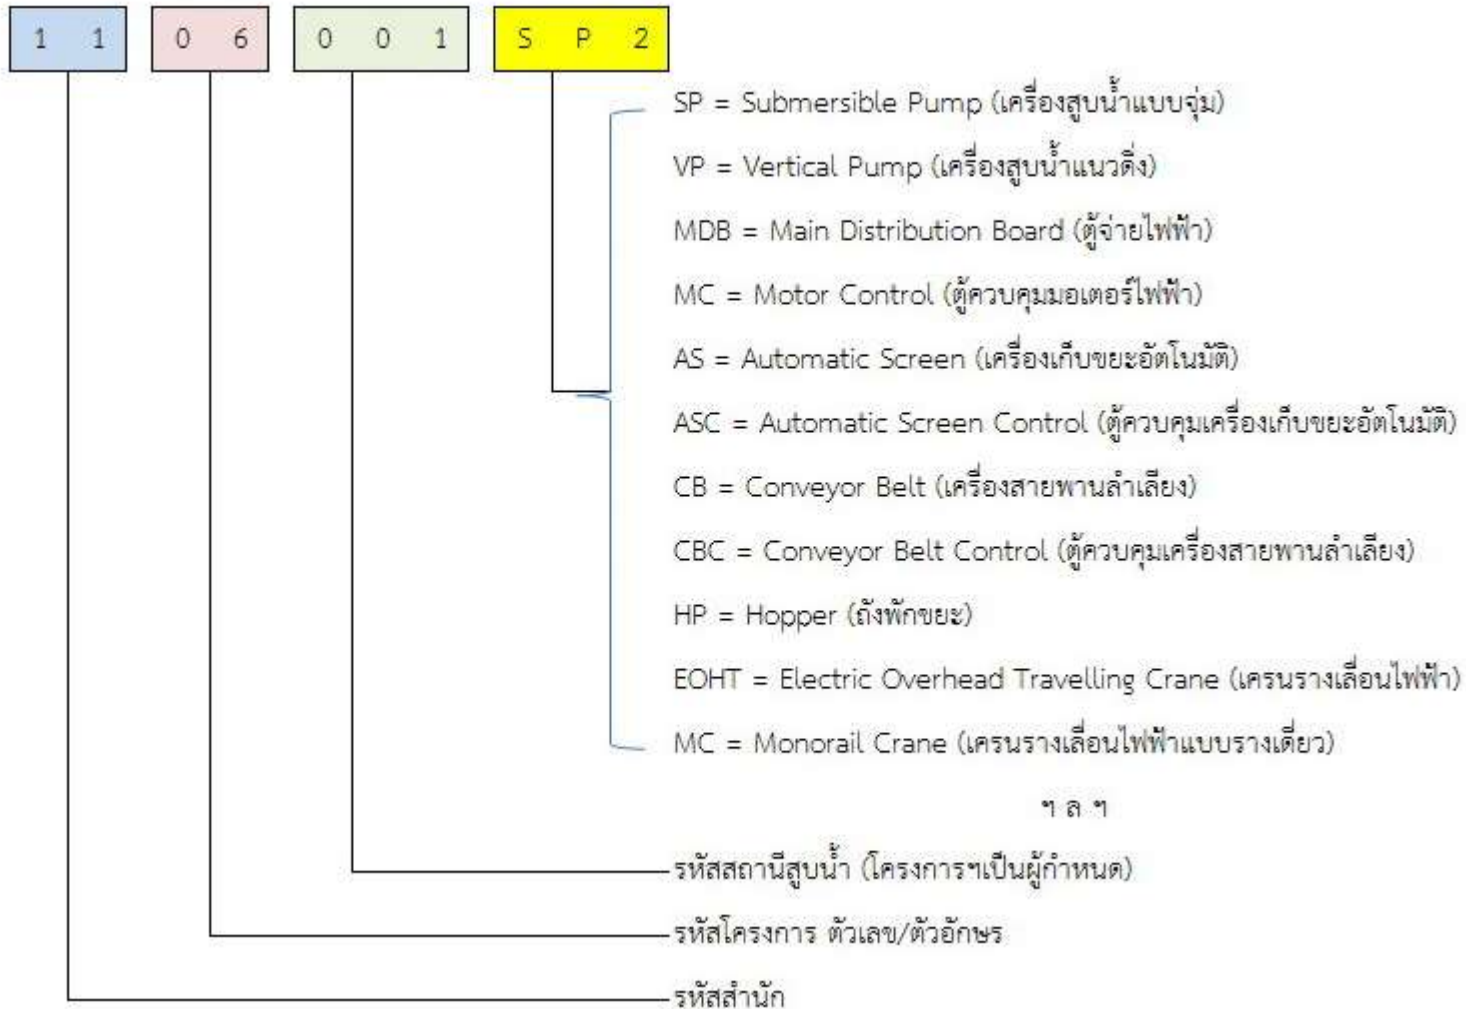 1 1 0 6 0 0 1 S P 2
SP = Submersible Pump (เครื่องสูบน้ำแบบจุ่ม)
VP = Vertical Pump (เครื่องสูบน้ำแนวดิ่ง)
MDB = Main Distribution Board (ตู้จ่ายไฟฟ้า)
MC = Motor Control (ตู้ควบคุมมอเตอร์ไฟฟ้า)
AS = Automatic Screen (เครื่องเก็บขยะอัตโนมัติ)
ASC = Automatic Screen Control (ตู้ควบคุมเครื่องเก็บขยะอัตโนมัติ)
CB = Conveyor Belt (เครื่องสายพานลำเลียง)
CBC = Conveyor Belt Control (ตู้ควบคุมเครื่องสายพานลำเลียง)
HP = Hopper (ถังพักขยะ)
EOHT = Electric Overhead Travelling Crane (เครนรางเลื่อนไฟฟ้า)
MC = Monorail Crane (เครนรางเลื่อนไฟฟ้าแบบรางเดี่ยว)
ฯ ล ฯ
รหัสสถานีสูบน้ำ (โครงการฯเป็นผู้กำหนด)
รหัสโครงการ ตัวเลข/ตัวอักษร
รหัสสำนัก